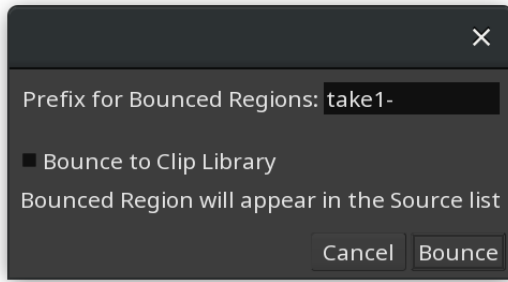 Prefix for Bounced Regions: take1-
Bounce to Clip Library
Bounced Region will appear in the Source list
Cancel Bounce